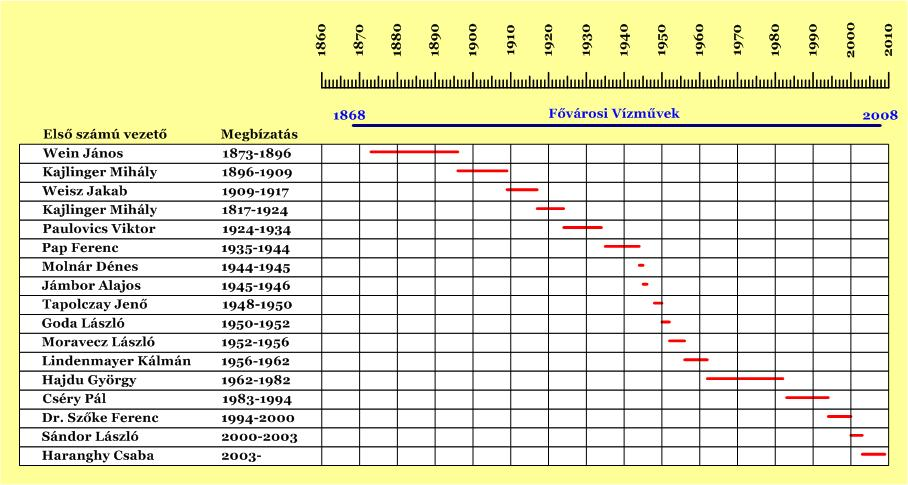 1860 1870 1880 1890 1900 1910 1920 1930 1940 1950 1960 1970 1980 1990 2000 2010
1868 Fővárosi Vízművek 2008
Első számú vezető Megbízatás
Wein János 1873-1896
Kajlinger Mihály 1896-1909
Weisz Jakab 1909-1917
Kajlinger Mihály 1817-1924
Paulovics Viktor 1924-1934
Pap Ferenc 1935-1944
Molnár Dénes 1944-1945
Jámbor Alajos 1945-1946
Tapolczay Jenő 1948-1950
Goda László 1950-1952
Moravecz László 1952-1956
Lindenmayer Kálmán 1956-1962
Hajdu György 1962-1982
Cséry Pál 1983-1994
Dr. Szőke Ferenc 1994-2000
Sándor László 2000-2003
Haranghy Csaba 2003-